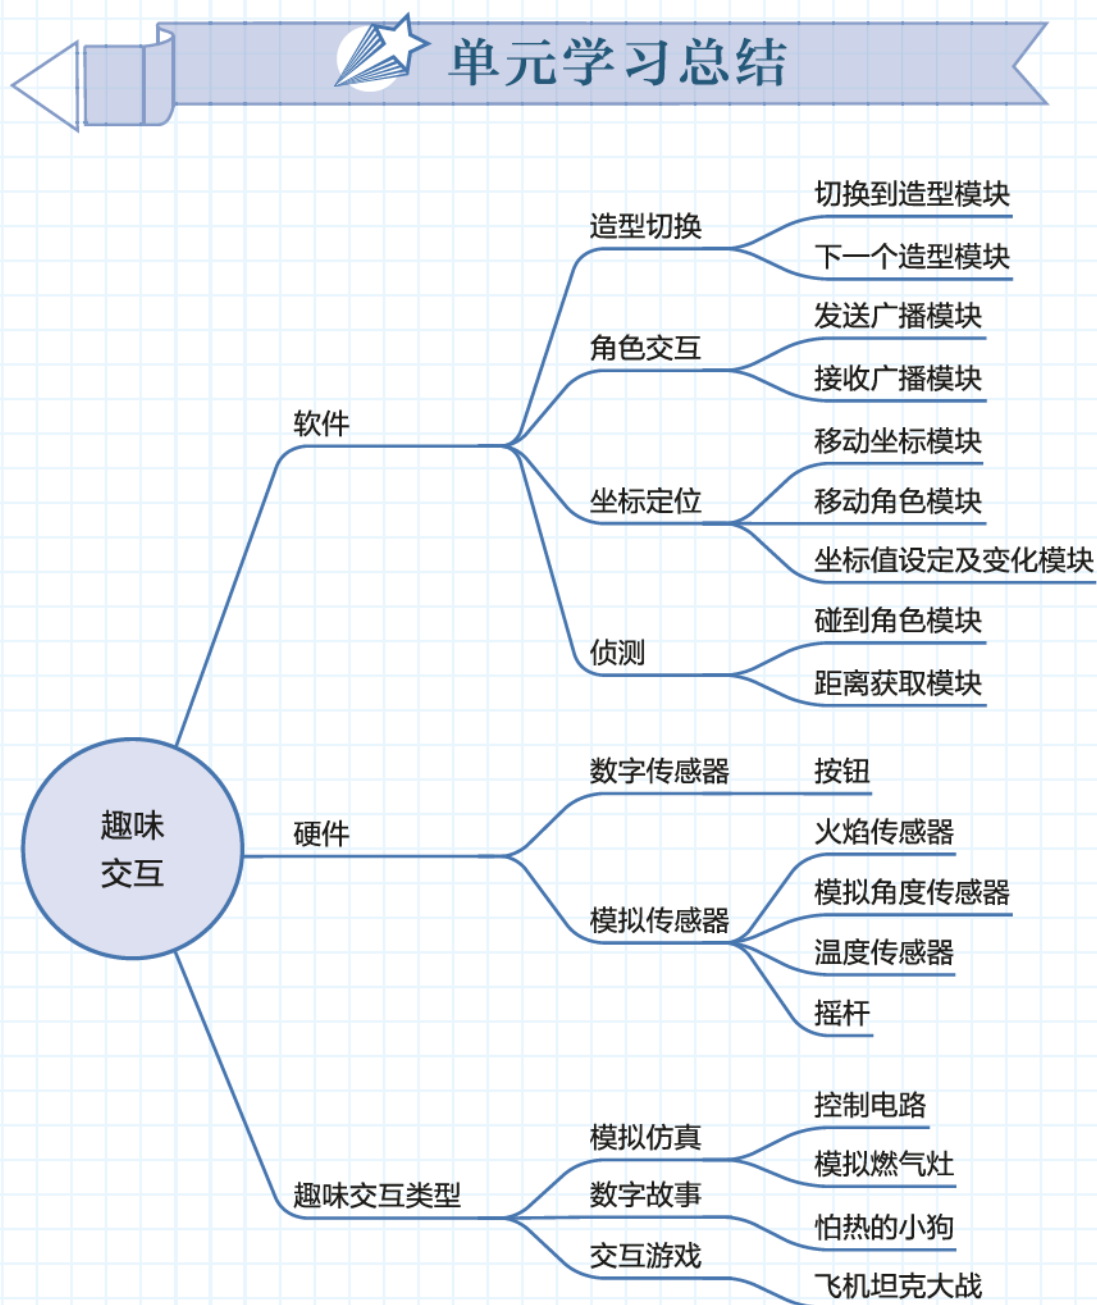 单元学习总结
趣味
交互
软件
造型切换
切换到造型模块
下一个造型模块
角色交互
发送广播模块
接收广播模块
坐标定位
移动坐标模块
移动角色模块
坐标值设定及变化模块
侦测
碰到角色模块
距离获取模块
硬件
数字传感器
按钮
模拟传感器
火焰传感器
模拟角度传感器
温度传感器
摇杆
趣味交互类型
模拟仿真
控制电路
模拟燃气灶
数字故事
怕热的小狗
交互游戏
飞机坦克大战